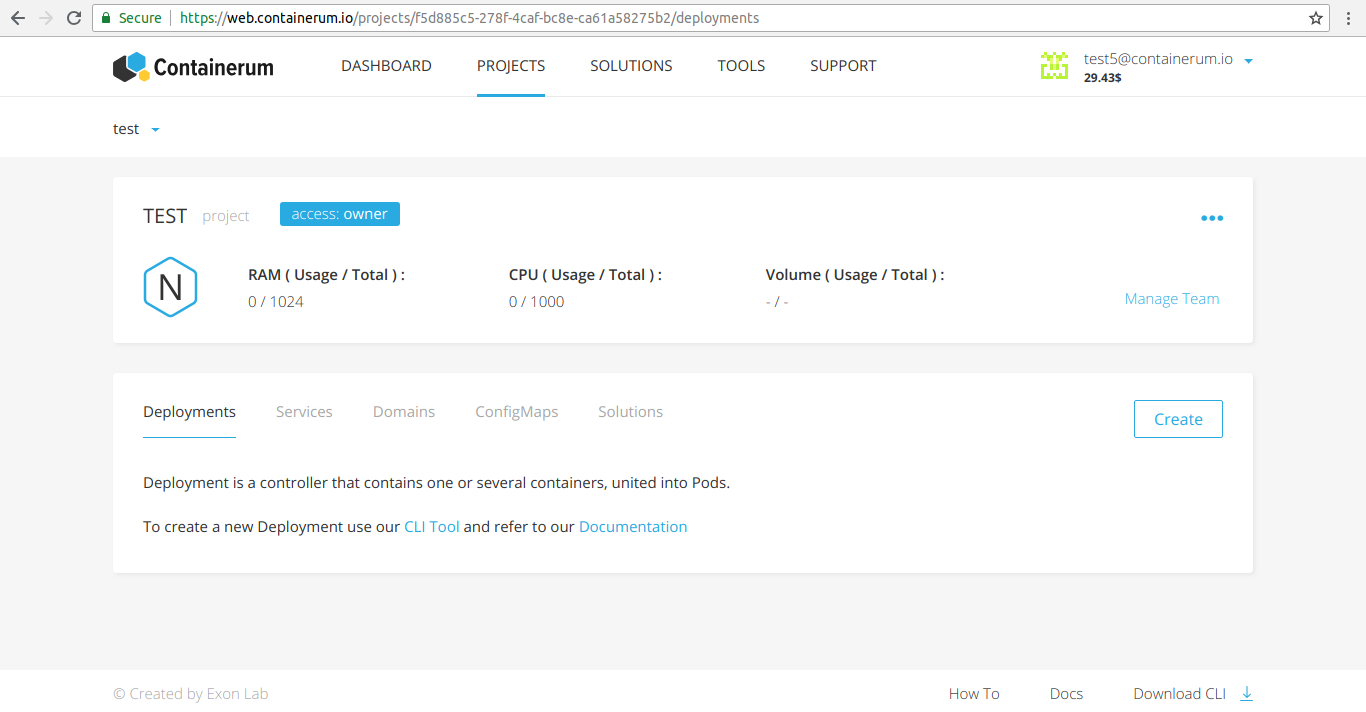 Secure https://web.containerum.io/projects/f5d885c5-278f-4caf-bc8e-ca61a58275b2/deployments
Containerum DASHBOARD PROJECTS SOLUTIONS TOOLS SUPPORT test5@containerum.io
29.43$
test
TEST project access: owner
N
RAM ( Usage / Total ) : CPU ( Usage / Total ) : Volume ( Usage / Total ) :
0 / 1024 0 / 1000 - / -
Manage Team
Deployments Services Domains ConfigMaps Solutions
Create
Deployment is a controller that contains one or several containers, united into Pods.
To create a new Deployment use our CLI Tool and refer to our Documentation
© Created by Exon Lab How To Docs Download CLI